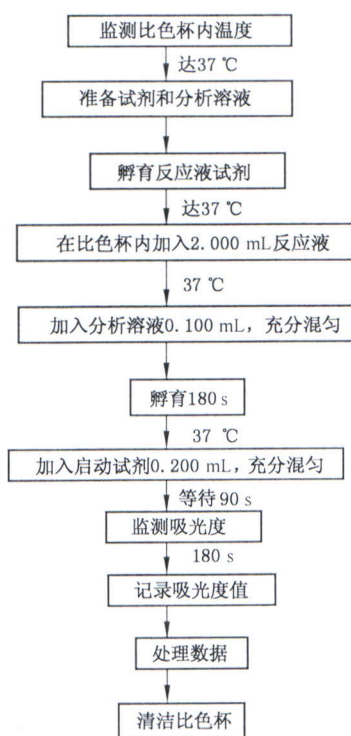 监测比色杯内温度
达37 ℃
准备试剂和分析溶液
孵育反应液试剂
达37 ℃
在比色杯内加入2.000 mL反应液
37 ℃
加入分析溶液0.100 mL，充分混匀
孵育180 s
37 ℃
加入启动试剂0.200 mL，充分混匀
等待90 s
监测吸光度
180 s
记录吸光度值
处理数据
清洁比色杯